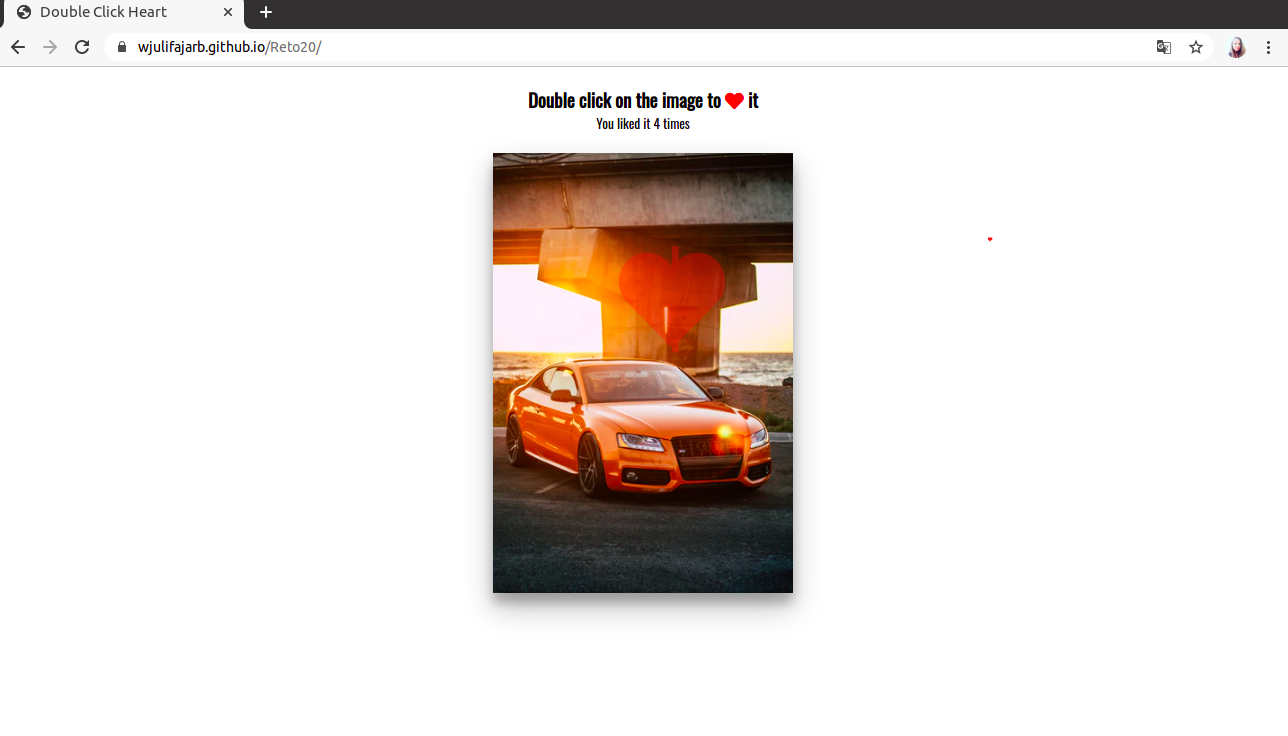 Double Click Heart
wjulifajarb.github.io/Reto20/
Double click on the image to it
You liked it 4 times